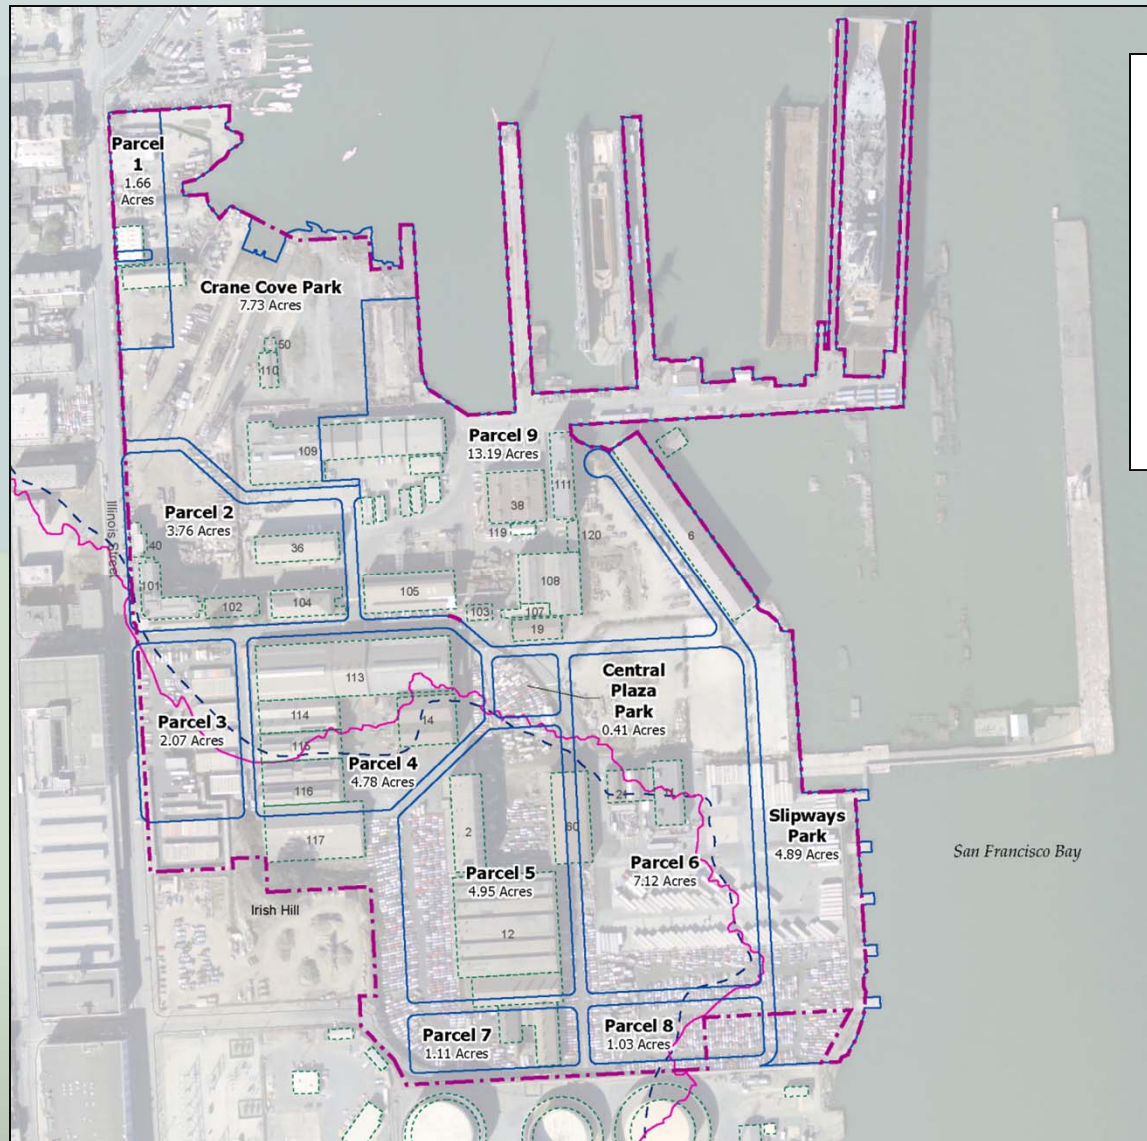 Parcel
1
1.66
Acres
Crane Cove Park
7.73 Acres
50
110
Parcel 9
13.19 Acres
109
111
38
119
120
6
Illinois Street
Parcel 2
3.76 Acres
40
36
101
102
104
105
103
108
107
19
113
Central
Plaza
Park
0.41 Acres
Parcel 3
2.07 Acres
114
14
115
Parcel 4
4.78 Acres
116
117
2
60
21
Slipways
Park
4.89 Acres
Parcel 5
4.95 Acres
Parcel 6
7.12 Acres
San Francisco Bay
Irish Hill
12
Parcel 7
1.11 Acres
Parcel 8
1.03 Acres